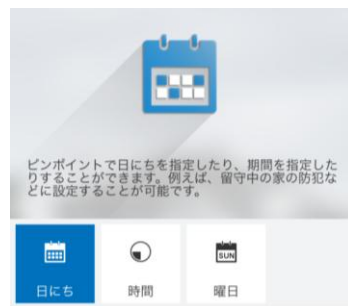 ピンポイントで日にちを指定したり、期間を指定した
りすることができます。例えば、留守中の家の防犯な
どに設定することが可能です。
SUN
日にち 時間 曜日